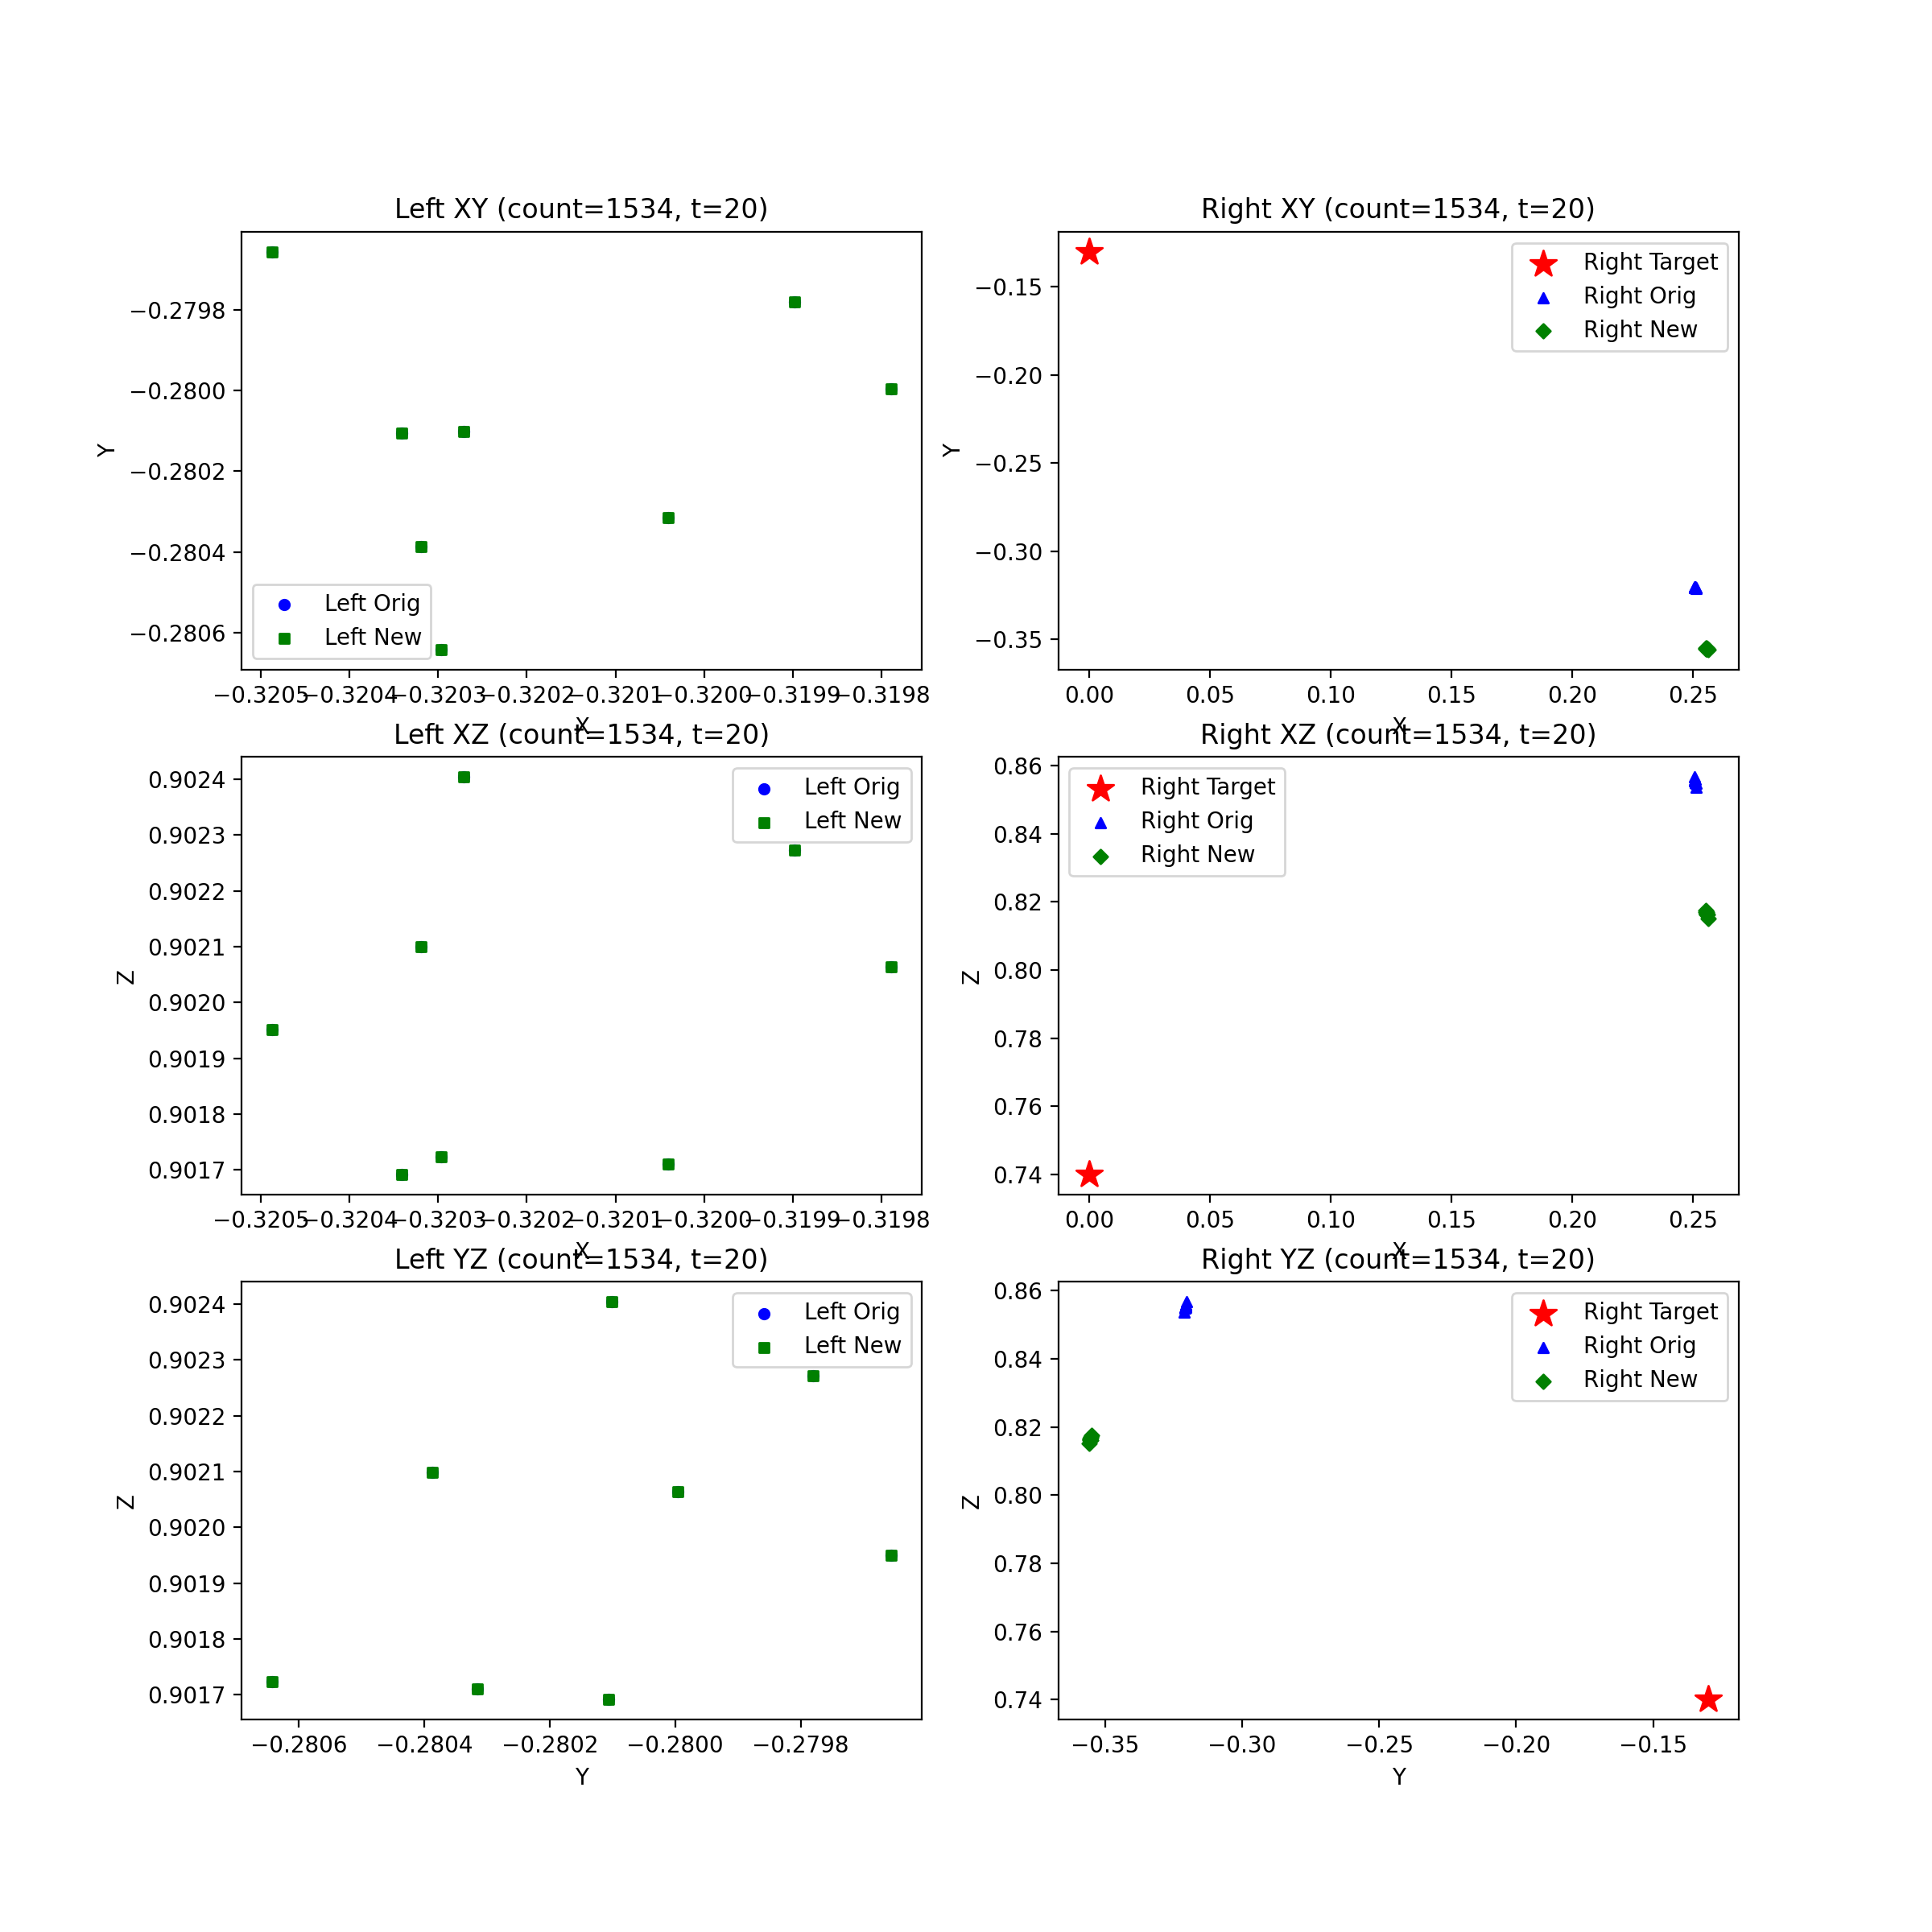 Left XY (count=1534, t=20)
Y
−0.2798
−0.2800
−0.2802
−0.2804
−0.2806
Left Orig
Left New
−0.3205 −0.3204 −0.3203 −0.3202 −0.3201 −0.3200 −0.3199 −0.3198
X
Right XY (count=1534, t=20)
Y
−0.15
−0.20
−0.25
−0.30
−0.35
Right Target
Right Orig
Right New
0.00 0.05 0.10 0.15 0.20 0.25
X
Left XZ (count=1534, t=20)
Z
0.9024
0.9023
0.9022
0.9021
0.9020
0.9019
0.9018
0.9017
Left Orig
Left New
−0.3205 −0.3204 −0.3203 −0.3202 −0.3201 −0.3200 −0.3199 −0.3198
X
Right XZ (count=1534, t=20)
Z
0.86
0.84
0.82
0.80
0.78
0.76
0.74
Right Target
Right Orig
Right New
0.00 0.05 0.10 0.15 0.20 0.25
X
Left YZ (count=1534, t=20)
Z
0.9024
0.9023
0.9022
0.9021
0.9020
0.9019
0.9018
0.9017
Left Orig
Left New
−0.2806 −0.2804 −0.2802 −0.2800 −0.2798
Y
Right YZ (count=1534, t=20)
Z
0.86
0.84
0.82
0.80
0.78
0.76
0.74
Right Target
Right Orig
Right New
−0.35 −0.30 −0.25 −0.20 −0.15
Y